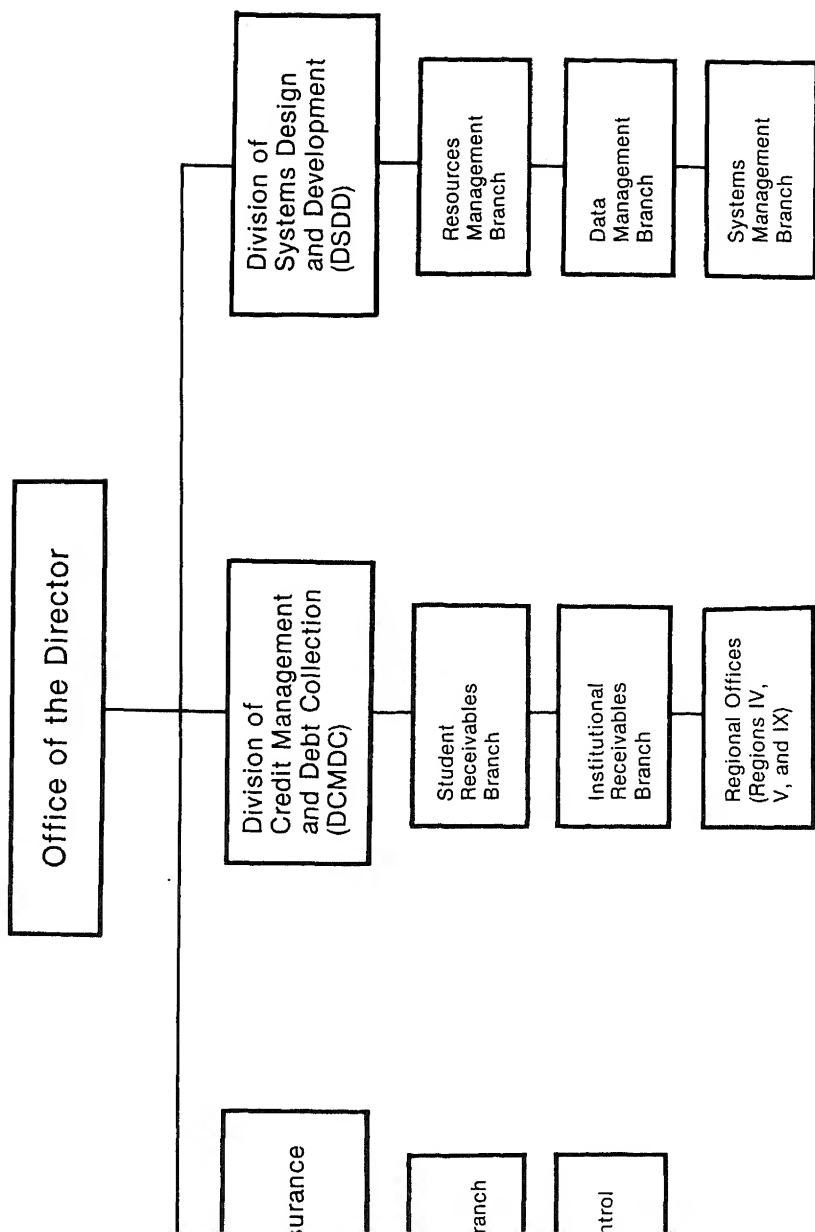 Office of the Director
surance
ranch
ntrol
Division of
Credit Management
and Debt Collection
(DCMDC)
Student
Receivables
Branch
Institutional
Receivables
Branch
Regional Offices
(Regions IV,
V, and IX)
Division of
Systems Design
and Development
(DSDD)
Resources
Management
Branch
Data
Management
Branch
Systems
Management
Branch